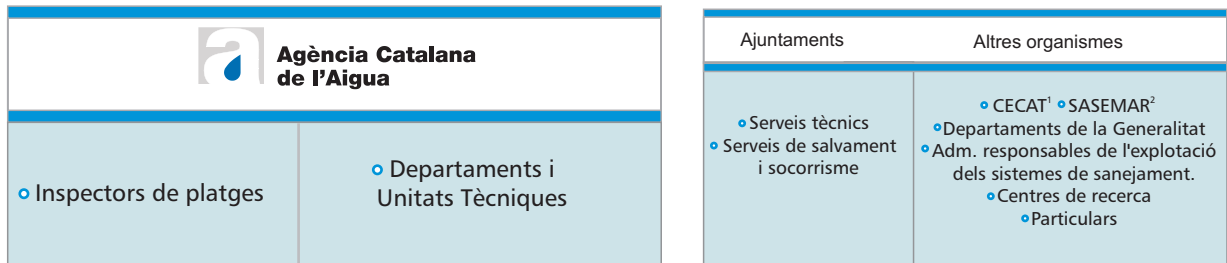 Agència Catalana
de l'Aigua
Inspectors de platges
Departaments i
Unitats Tècniques
Ajuntaments
Altres organismes
Serveis tècnics
Serveis de salvament
i socorrisme
CECAT¹ SASEMAR²
Departaments de la Generalitat
Adm. responsables de l'explotació
dels sistemes de sanejament.
Centres de recerca
Particulars